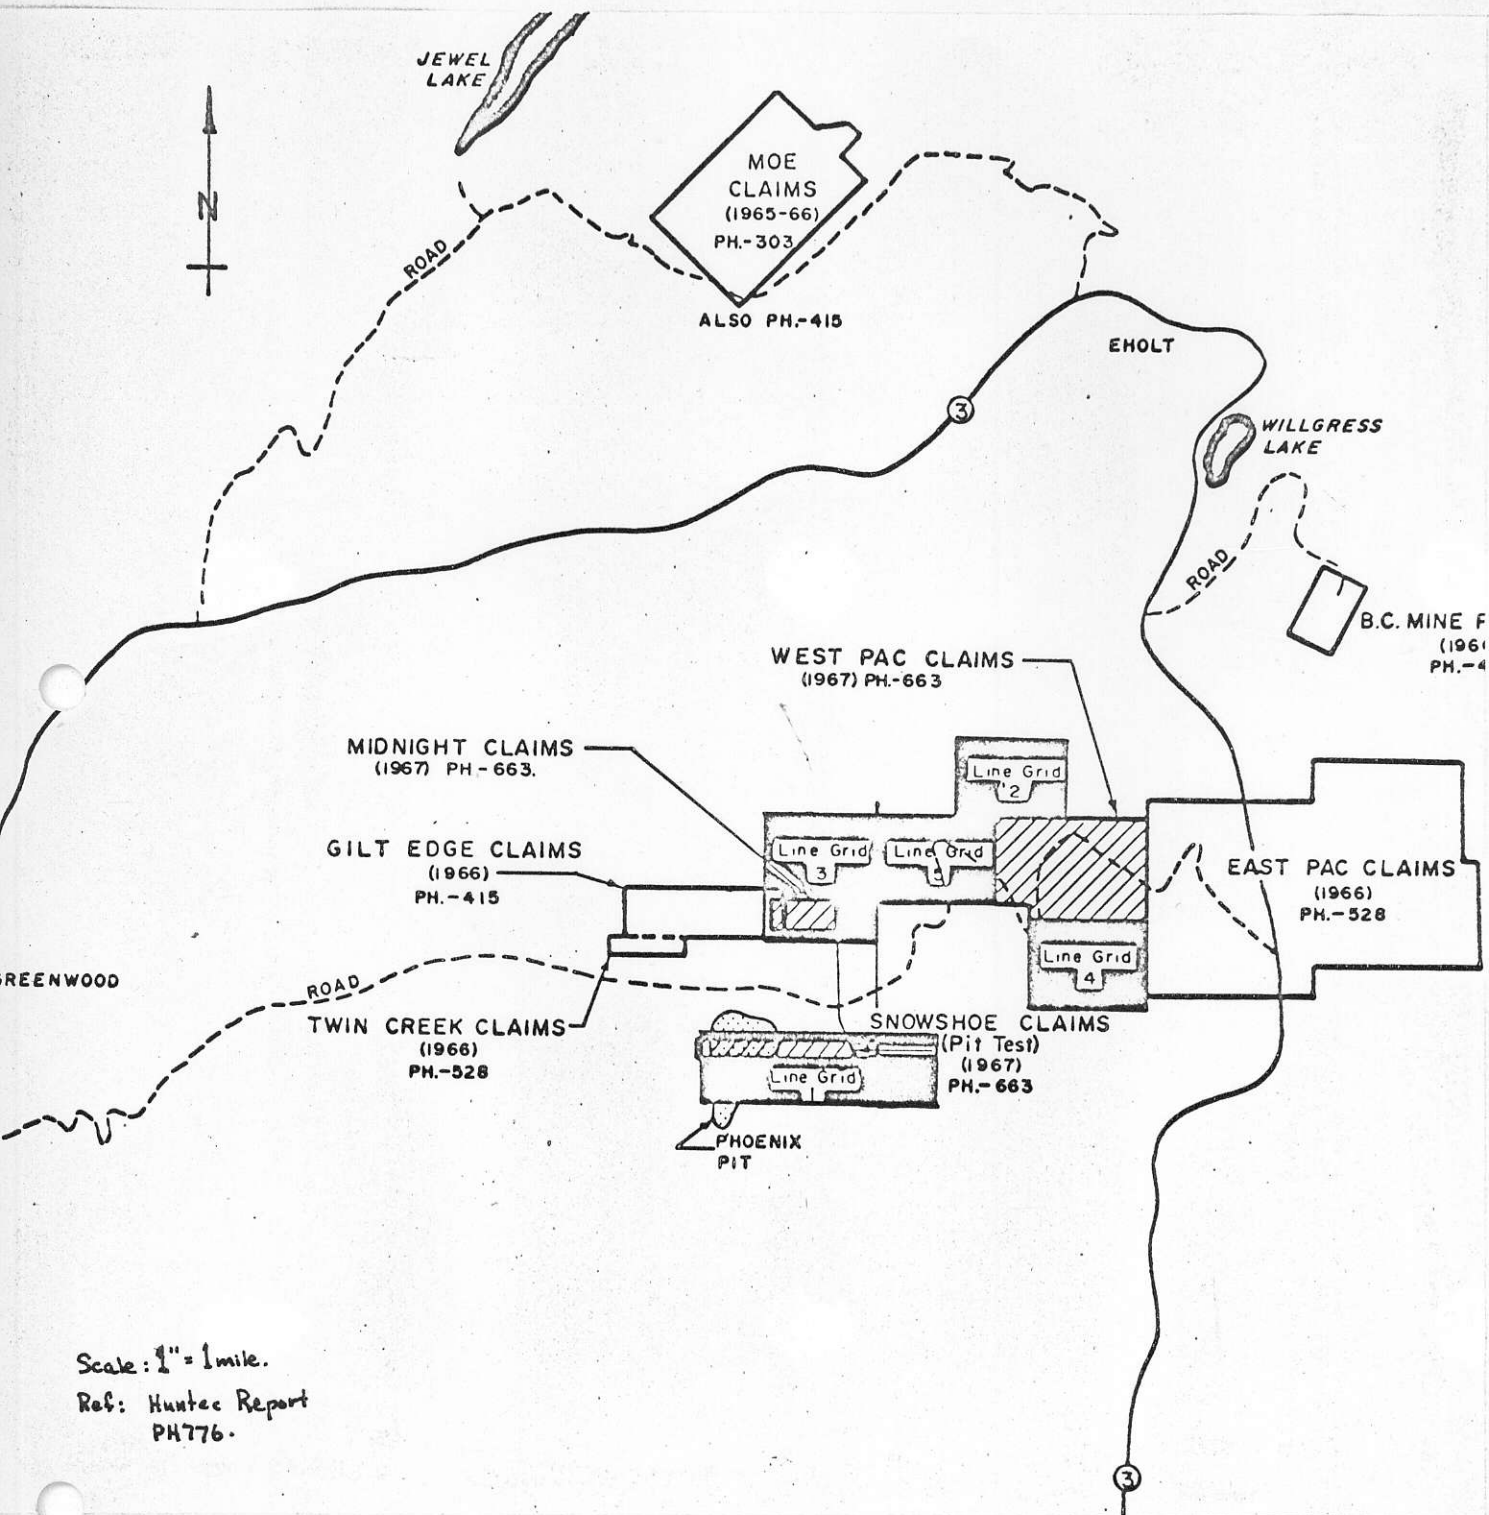 JEWEL
LAKE
N
MOE
CLAIMS
(1965-66)
PH.-303
ALSO PH.-415
ROAD
EHOLT
3
WILLGRESS
LAKE
ROAD
B.C. MINE
PH.-4
WEST PAC CLAIMS
(1967) PH.-663
MIDNIGHT CLAIMS
(1967) PH-663.
Line Grid
2
GILT EDGE CLAIMS
(1966)
PH.-415
Line Grid
3
Line Grid
5
EAST PAC CLAIMS
(1966)
PH.-528
Line Grid
4
GREENWOOD
ROAD
TWIN CREEK CLAIMS
(1966)
PH.-528
SNOWSHOE CLAIMS
(Pit Test)
(1967)
PH.-663
Line Grid
1
PHOENIX
PIT
Scale: 1" = 1 mile.
Ref: Huntec Report
PH776.
3